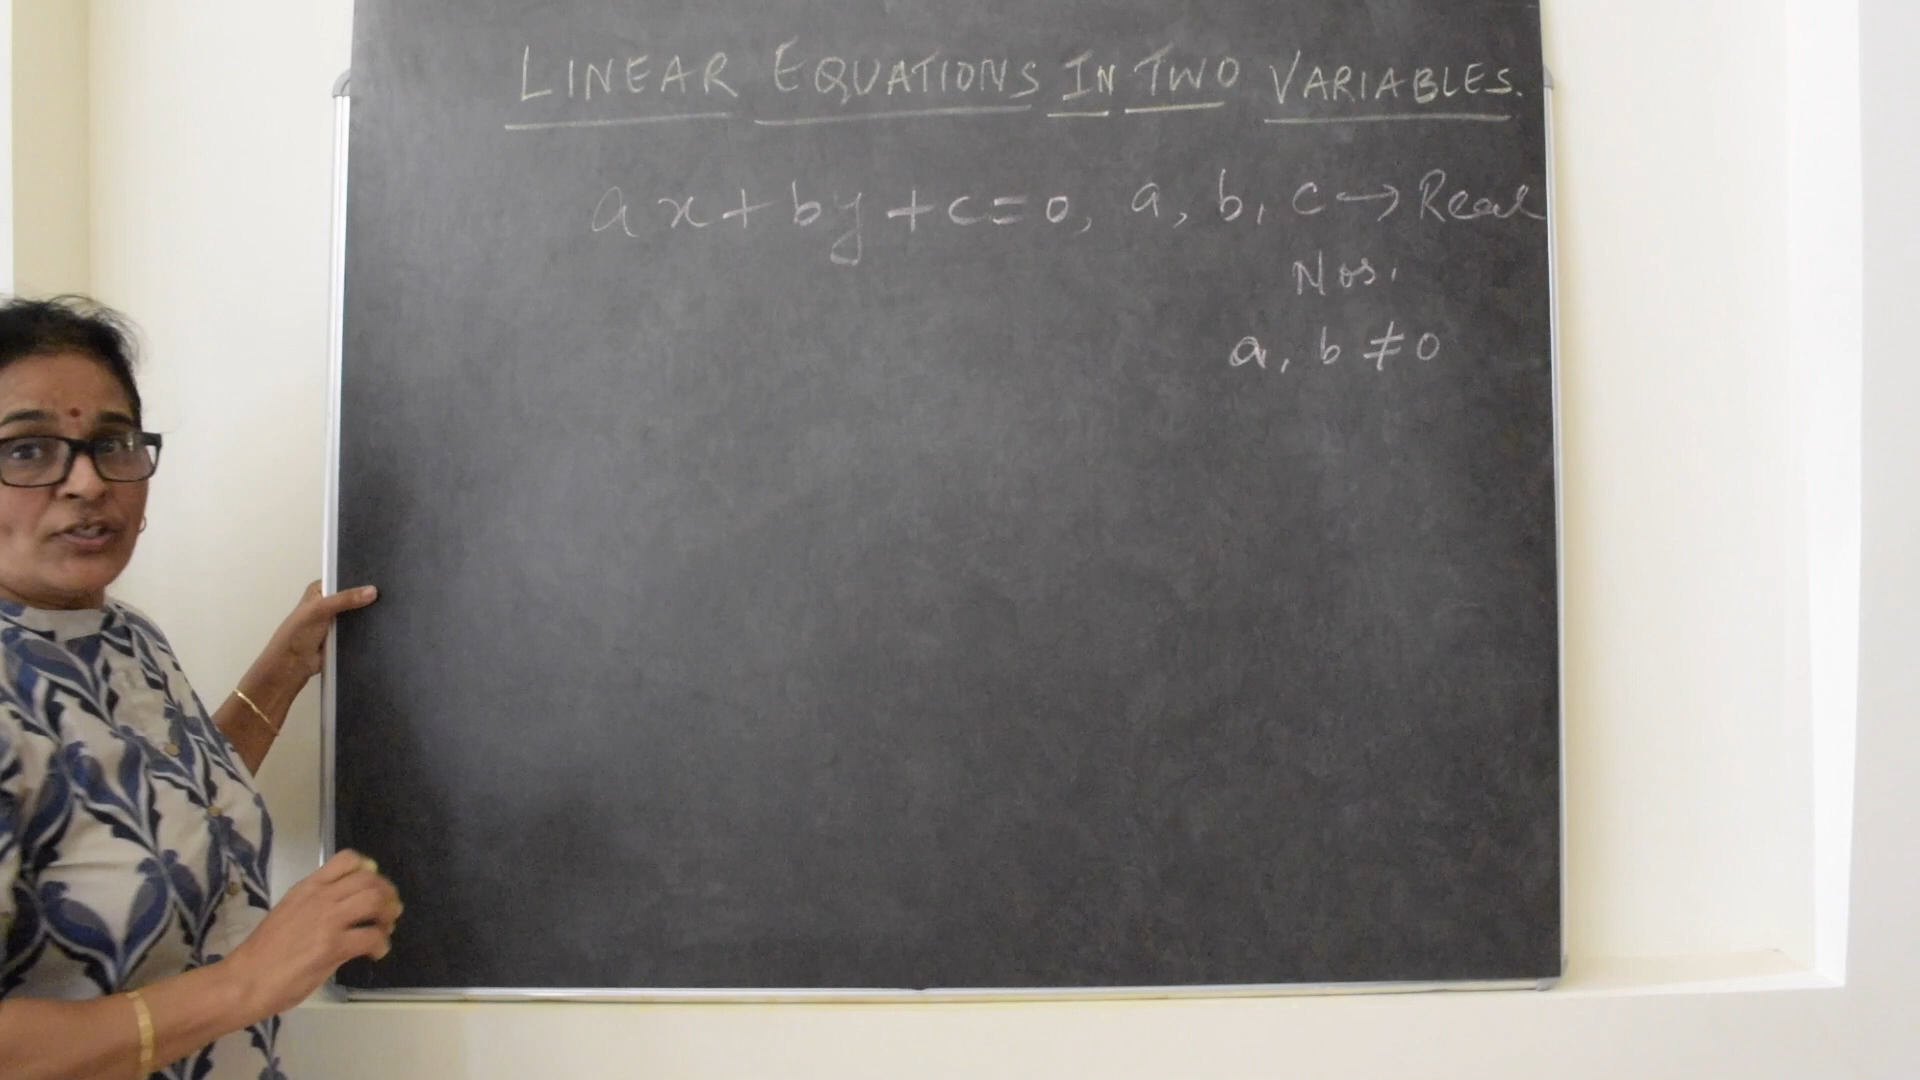 LINEAR EQUATIONS IN TWO VARIABLES.
ax + by + c = 0, a, b, c → Real
Nos.
a, b ≠ 0